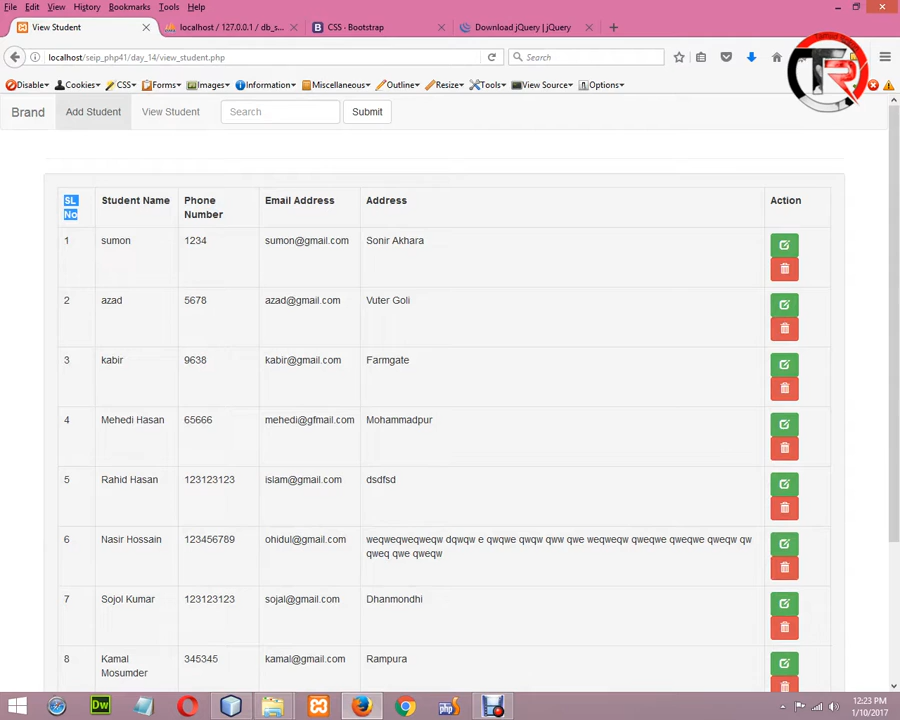 File Edit View History Bookmarks Tools Help
View Student localhost / 127.0.0.1 / db_s... CSS · Bootstrap Download jQuery | jQuery
localhost/seip_php41/day_14/view_student.php Search
Disable Cookies CSS Forms Images Information Miscellaneous Outline Resize Tools View Source Options
Brand Add Student View Student Search Submit
SL Student Name Phone Email Address Address Action
No Number
1 sumon 1234 sumon@gmail.com Sonir Akhara
2 azad 5678 azad@gmail.com Vuter Goli
3 kabir 9638 kabir@gmail.com Farmgate
4 Mehedi Hasan 65666 mehedi@gfmail.com Mohammadpur
5 Rahid Hasan 123123123 islam@gmail.com dsdfsd
6 Nasir Hossain 123456789 ohidul@gmail.com weqweqweqweqw dqwqw e qwqwe qwqw qww qwe weqweqw qweqwe qweqwe qweqw qw
qweq qwe qweqw
7 Sojol Kumar 123123123 sojal@gmail.com Dhanmondhi
8 Kamal 345345 kamal@gmail.com Rampura
Mosumder
Dw php
12:23 PM
1/10/2017